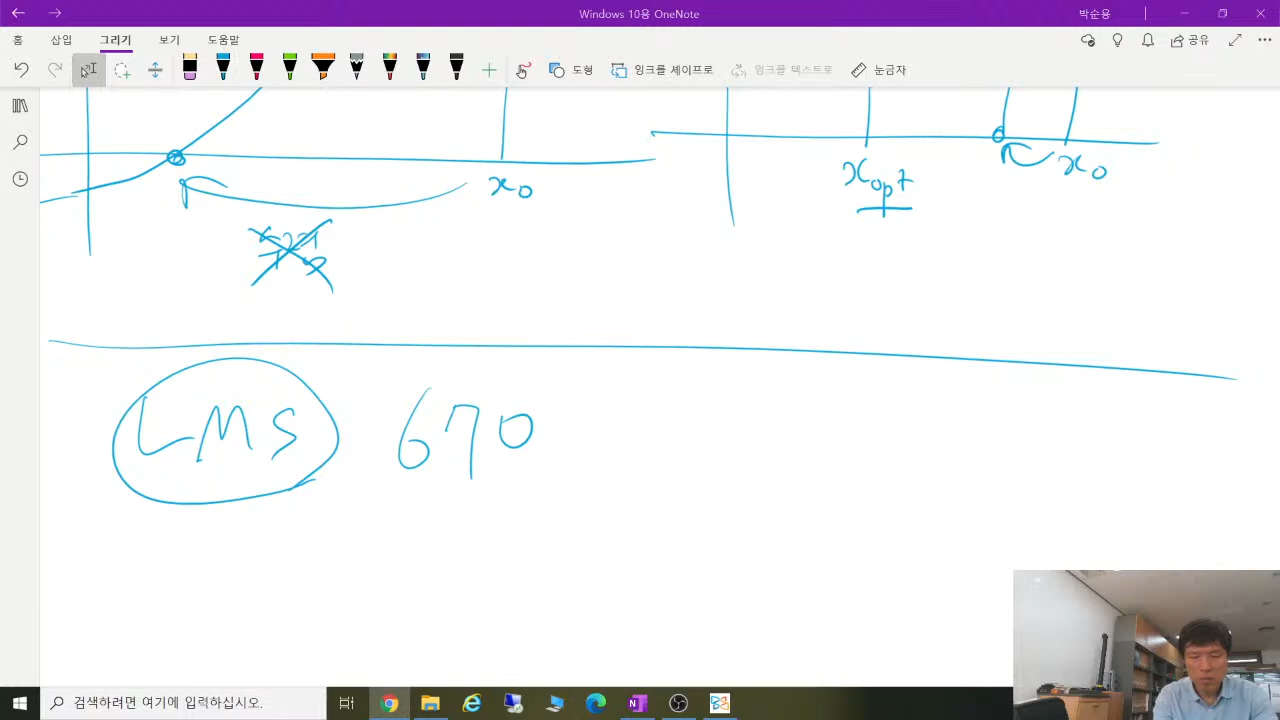 Windows 10용 OneNote
박순용
홈 삽입 그리기 보기 도움말
공유
도형 잉크를 셰이프로 잉크를 텍스트로 눈금자
x₀
xopt
x₀
LMS 670
검색하려면 여기에 입력하십시오.